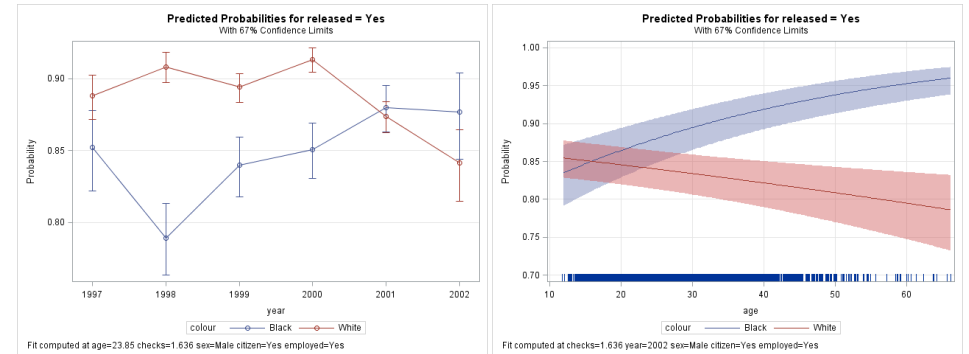 Predicted Probabilities for released = Yes
With 67% Confidence Limits
0.90
0.85
0.80
Probability
1997
1998
1999
2000
2001
2002
year
colour
Black
White
Fit computed at age=23.85 checks=1.636 sex=Male citizen=Yes employed=Yes
Predicted Probabilities for released = Yes
With 67% Confidence Limits
1.00
0.95
0.90
0.85
0.80
0.75
0.70
Probability
10
20
30
40
50
60
age
colour
Black
White
Fit computed at checks=1.636 year=2002 sex=Male citizen=Yes employed=Yes